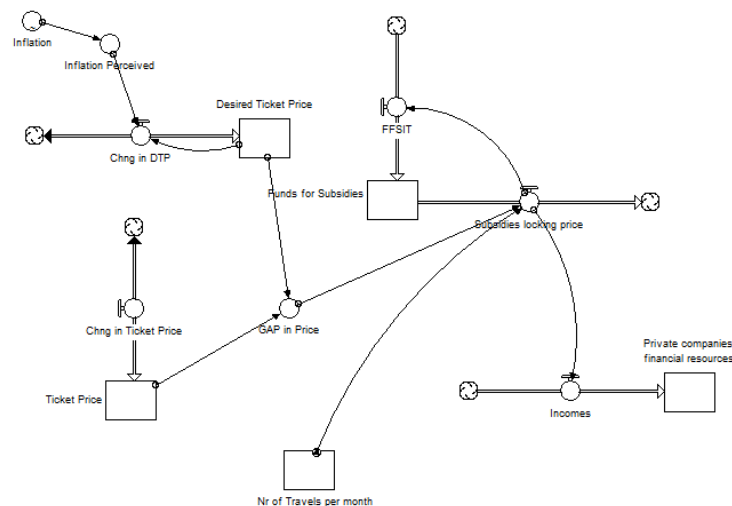 Inflation
Inflation Perceived
Desired Ticket Price
Chng in DTP
FFSIT
Funds for Subsidies
Subsidies locking price
Chng in Ticket Price
GAP in Price
Private companies
financial resources
Ticket Price
Incomes
Nr of Travels per month